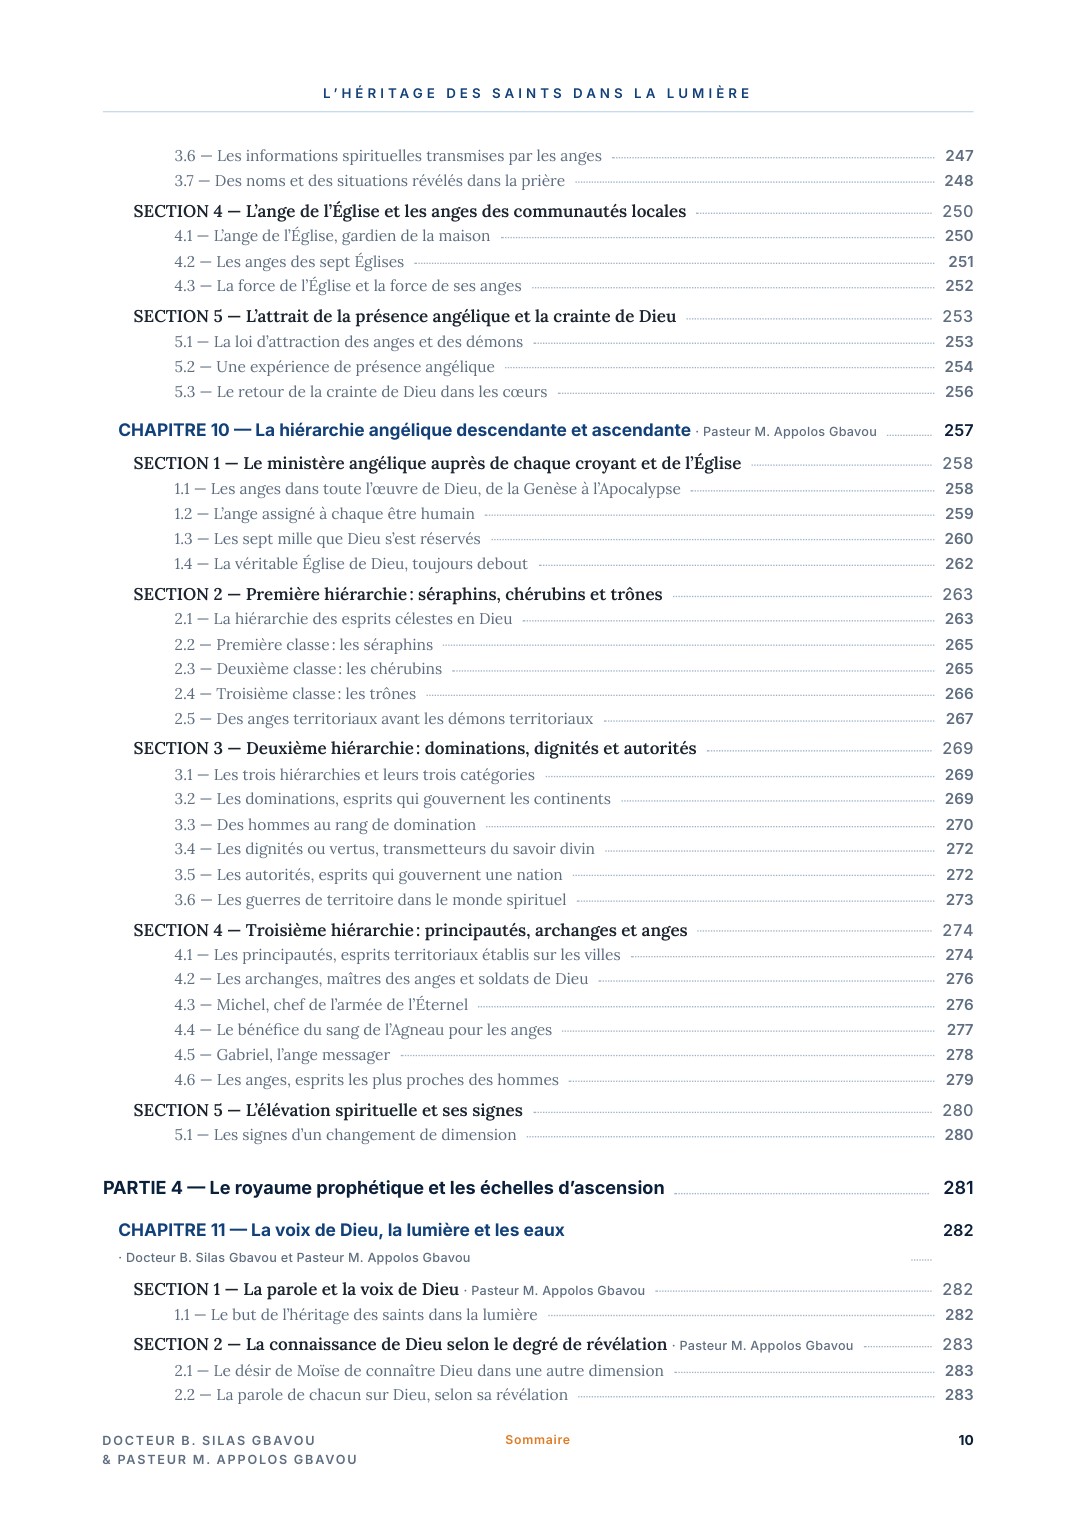 L’HÉRITAGE DES SAINTS DANS LA LUMIÈRE
3.6 — Les informations spirituelles transmises par les anges 247
3.7 — Des noms et des situations révélés dans la prière 248
SECTION 4 — L’ange de l’Église et les anges des communautés locales 250
4.1 — L’ange de l’Église, gardien de la maison 250
4.2 — Les anges des sept Églises 251
4.3 — La force de l’Église et la force de ses anges 252
SECTION 5 — L’attrait de la présence angélique et la crainte de Dieu 253
5.1 — La loi d’attraction des anges et des démons 253
5.2 — Une expérience de présence angélique 254
5.3 — Le retour de la crainte de Dieu dans les cœurs 256
CHAPITRE 10 — La hiérarchie angélique descendante et ascendante · Pasteur M. Appolos Gbavou 257
SECTION 1 — Le ministère angélique auprès de chaque croyant et de l’Église 258
1.1 — Les anges dans toute l’œuvre de Dieu, de la Genèse à l’Apocalypse 258
1.2 — L’ange assigné à chaque être humain 259
1.3 — Les sept mille que Dieu s’est réservés 260
1.4 — La véritable Église de Dieu, toujours debout 262
SECTION 2 — Première hiérarchie : séraphins, chérubins et trônes 263
2.1 — La hiérarchie des esprits célestes en Dieu 263
2.2 — Première classe : les séraphins 265
2.3 — Deuxième classe : les chérubins 265
2.4 — Troisième classe : les trônes 266
2.5 — Des anges territoriaux avant les démons territoriaux 267
SECTION 3 — Deuxième hiérarchie : dominations, dignités et autorités 269
3.1 — Les trois hiérarchies et leurs trois catégories 269
3.2 — Les dominations, esprits qui gouvernent les continents 269
3.3 — Des hommes au rang de domination 270
3.4 — Les dignités ou vertus, transmetteurs du savoir divin 272
3.5 — Les autorités, esprits qui gouvernent une nation 272
3.6 — Les guerres de territoire dans le monde spirituel 273
SECTION 4 — Troisième hiérarchie : principautés, archanges et anges 274
4.1 — Les principautés, esprits territoriaux établis sur les villes 274
4.2 — Les archanges, maîtres des anges et soldats de Dieu 276
4.3 — Michel, chef de l’armée de l’Éternel 276
4.4 — Le bénéfice du sang de l’Agneau pour les anges 277
4.5 — Gabriel, l’ange messager 278
4.6 — Les anges, esprits les plus proches des hommes 279
SECTION 5 — L’élévation spirituelle et ses signes 280
5.1 — Les signes d’un changement de dimension 280
PARTIE 4 — Le royaume prophétique et les échelles d’ascension 281
CHAPITRE 11 — La voix de Dieu, la lumière et les eaux 282
· Docteur B. Silas Gbavou et Pasteur M. Appolos Gbavou
SECTION 1 — La parole et la voix de Dieu · Pasteur M. Appolos Gbavou 282
1.1 — Le but de l’héritage des saints dans la lumière 282
SECTION 2 — La connaissance de Dieu selon le degré de révélation · Pasteur M. Appolos Gbavou 283
2.1 — Le désir de Moïse de connaître Dieu dans une autre dimension 283
2.2 — La parole de chacun sur Dieu, selon sa révélation 283
DOCTEUR B. SILAS GBAVOU Sommaire 10
& PASTEUR M. APPOLOS GBAVOU